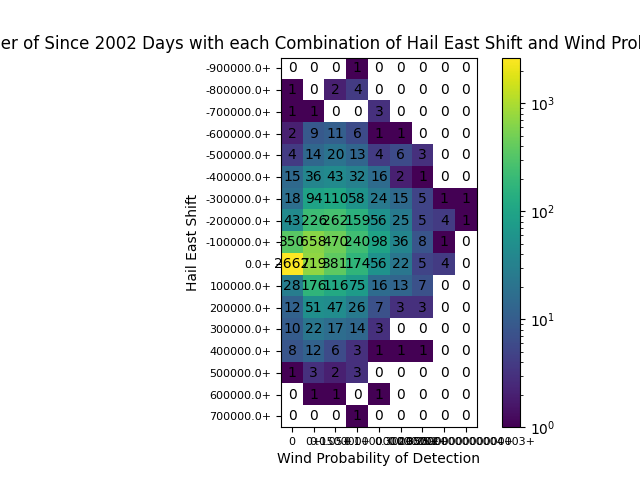 er of Since 2002 Days with each Combination of Hail East Shift and Wind Prob
Hail East Shift
-900000.0+ 0 0 0 1 0 0 0 0 0
-800000.0+ 1 0 2 4 0 0 0 0 0
-700000.0+ 1 1 0 0 3 0 0 0 0
-600000.0+ 2 9 11 6 1 1 0 0 0
-500000.0+ 4 14 20 13 4 6 3 0 0
-400000.0+ 15 36 43 32 16 2 1 0 0
-300000.0+ 18 94 110 58 24 15 5 1 1
-200000.0+ 43 226 262 159 56 25 5 4 1
-100000.0+ 350 658 470 240 98 36 8 1 0
0.0+ 2662 719 381 174 56 22 5 4 0
100000.0+ 28 176 116 75 16 13 7 0 0
200000.0+ 12 51 47 26 7 3 3 0 0
300000.0+ 10 22 17 14 3 0 0 0 0
400000.0+ 8 12 6 3 1 1 1 0 0
500000.0+ 1 3 2 3 0 0 0 0 0
600000.0+ 0 1 1 0 1 0 0 0 0
700000.0+ 0 0 0 1 0 0 0 0 0
0
Wind Probability of Detection
10³
10²
10¹
10⁰